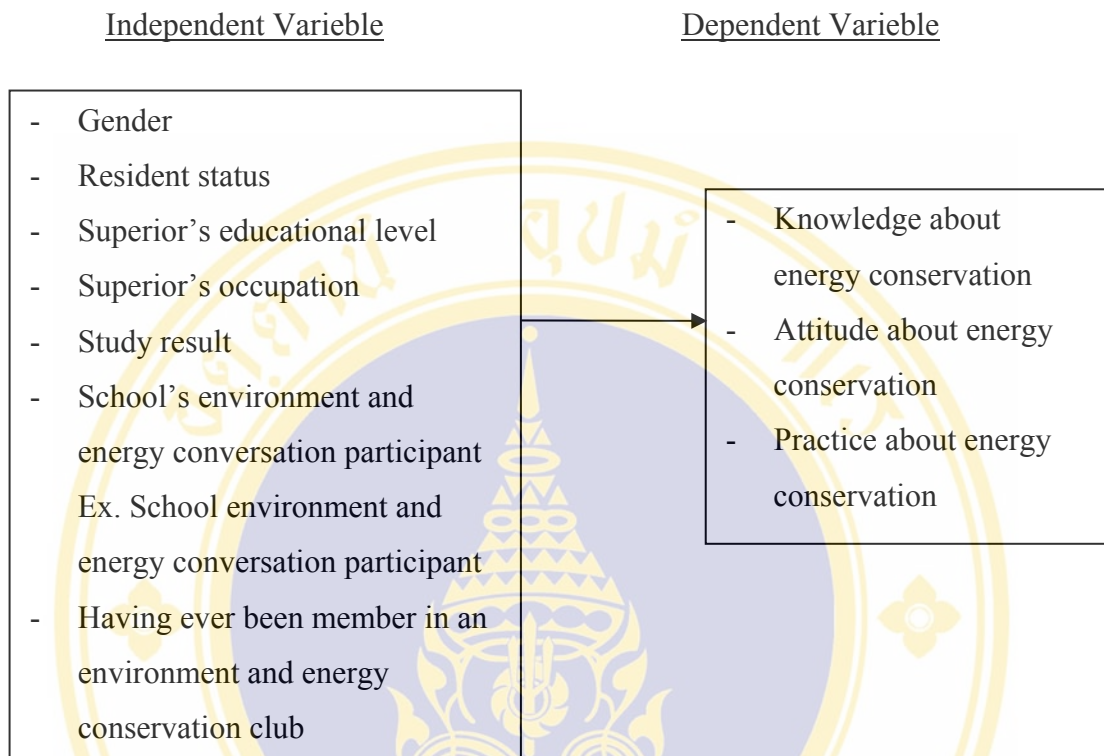 Independent Varieble
Dependent Varieble
- Gender
- Resident status
- Superior’s educational level
- Superior’s occupation
- Study result
- School’s environment and
energy conversation participant
Ex. School environment and
energy conversation participant
- Having ever been member in an
environment and energy
conservation club
- Knowledge about
energy conservation
- Attitude about energy
conservation
- Practice about energy
conservation